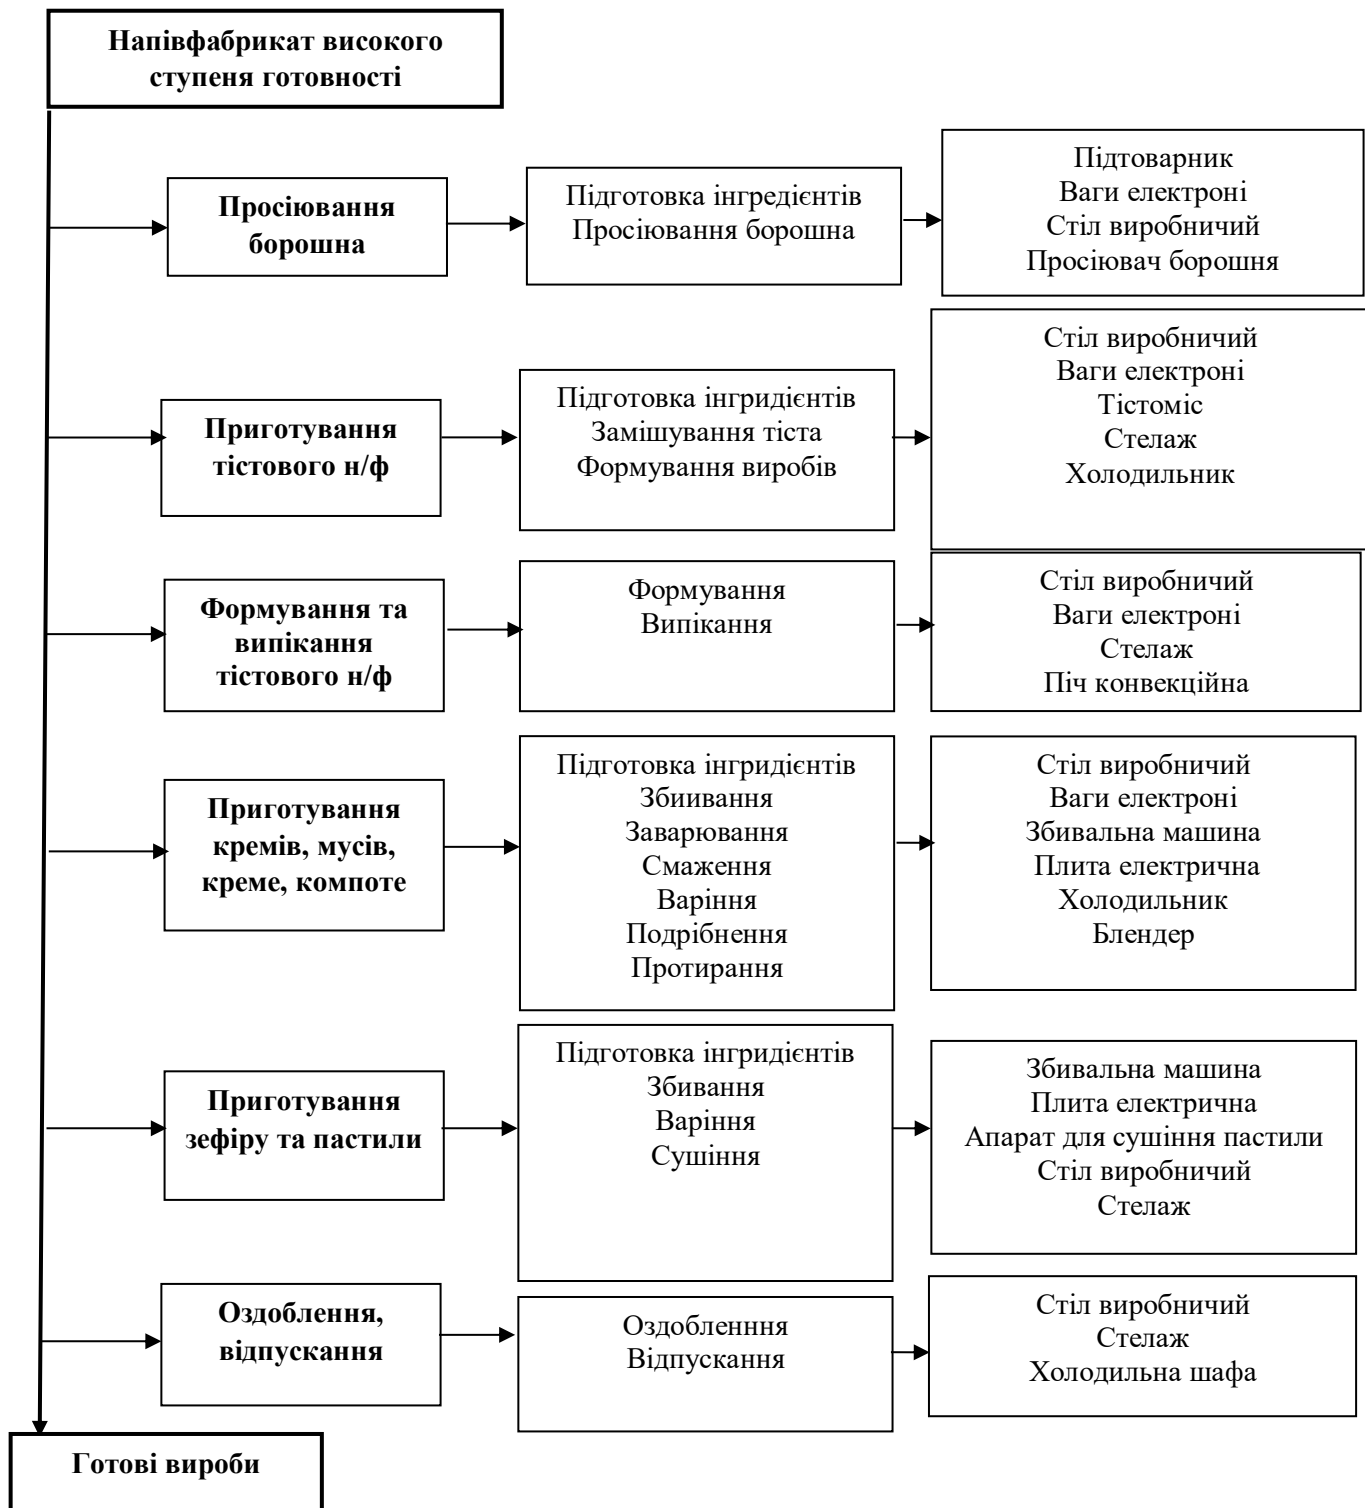 Напівфабрикат високого
ступеня готовності
Просіювання
борошна
Підготовка інгредієнтів
Просіювання борошна
Підтоварник
Ваги електроні
Стіл виробничий
Просіювач борошня
Приготування
тістового н/ф
Підготовка інгридієнтів
Замішування тіста
Формування виробів
Стіл виробничий
Ваги електроні
Тістоміс
Стелаж
Холодильник
Формування та
випікання
тістового н/ф
Формування
Випікання
Стіл виробничий
Ваги електроні
Стелаж
Піч конвекційна
Приготування
кремів, мусів,
креме, компоте
Підготовка інгридієнтів
Збиивання
Заварювання
Смаження
Варіння
Подрібнення
Протирання
Стіл виробничий
Ваги електроні
Збивальна машина
Плита електрична
Холодильник
Блендер
Приготування
зефіру та пастили
Підготовка інгридієнтів
Збивання
Варіння
Сушіння
Збивальна машина
Плита електрична
Апарат для сушіння пастили
Стіл виробничий
Стелаж
Оздоблення,
відпускання
Оздобленння
Відпускання
Стіл виробничий
Стелаж
Холодильна шафа
Готові вироби